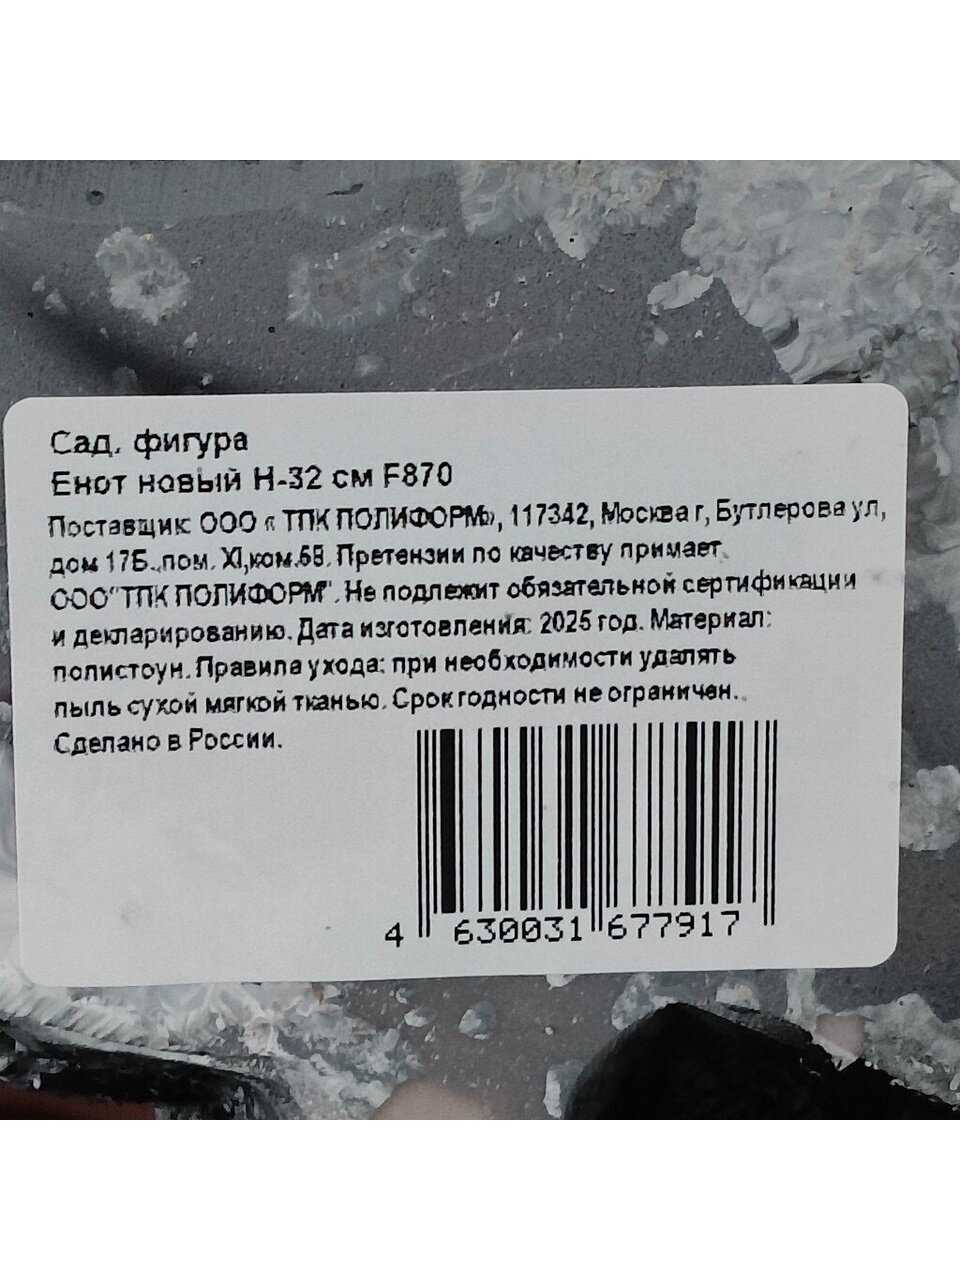 Сад. фигура
Енот новый H-32 см F870
Поставщик: ООО « ТПК ПОЛИФОРМ», 117342, Москва г, Бутлерова ул,
дом 17Б.,пом. XI,ком.68. Претензии по качеству примает
ООО"ТПК ПОЛИФОРМ". Не подлежит обязательной сертификации
и декларированию. Дата изготовления: 2025 год. Материал:
полистоун. Правила ухода: при необходимости удалять
пыль сухой мягкой тканью. Срок годности не ограничен.
Сделано в России.
4 630031 677917